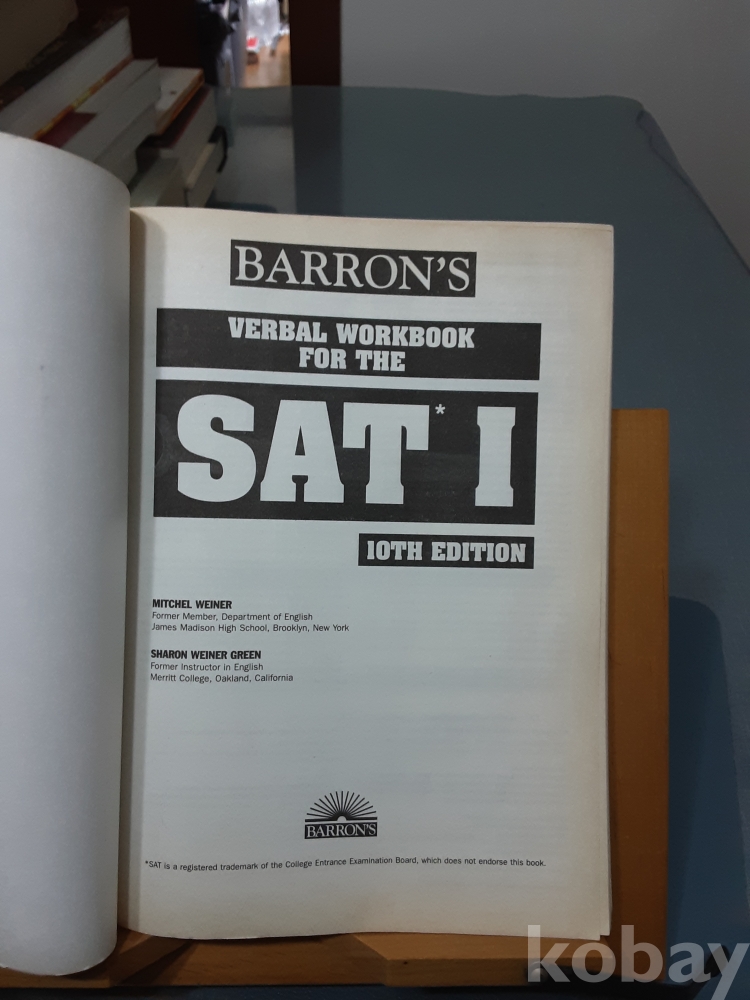 BARRON'S
VERBAL WORKBOOK
FOR THE
SAT* I
10TH EDITION
MITCHEL WEINER
Former Member, Department of English
James Madison High School, Brooklyn, New York
SHARON WEINER GREEN
Former Instructor in English
Merritt College, Oakland, California
BARRON'S
*SAT is a registered trademark of the College Entrance Examination Board, which does not endorse this book.
kobay